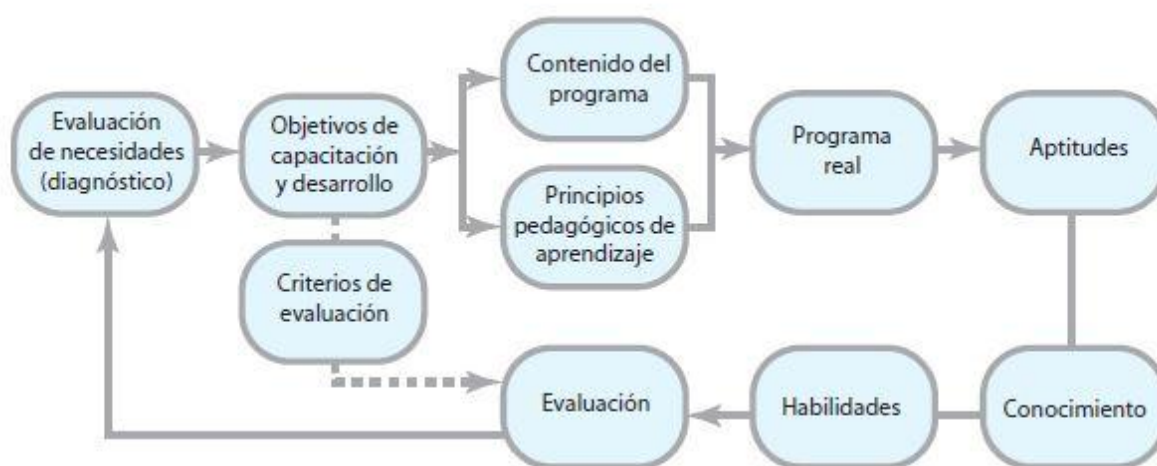 Evaluación
de necesidades
(diagnóstico)
Objetivos de
capacitación
y desarrollo
Contenido del
programa
Principios
pedagógicos de
aprendizaje
Programa
real
Aptitudes
Criterios de
evaluación
Evaluación
Habilidades
Conocimiento